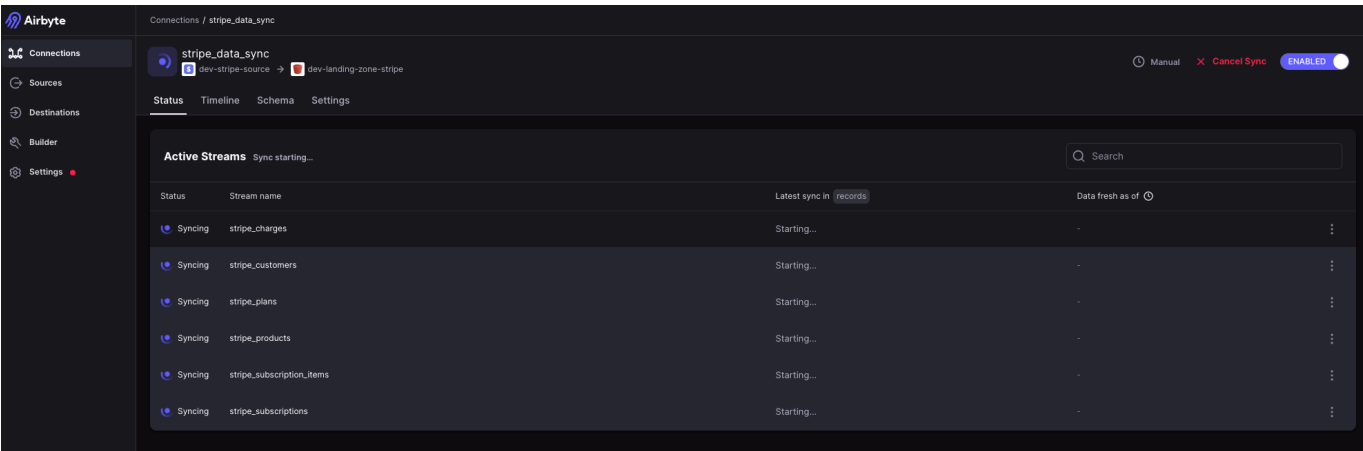 Airbyte
Connections
Sources
Destinations
Builder
Settings
Connections / stripe_data_sync
stripe_data_sync
S dev-stripe-source → dev-landing-zone-stripe
Manual Cancel Sync ENABLED
Status Timeline Schema Settings
Active Streams Sync starting... Search
Status Stream name Latest sync in records Data fresh as of
Syncing stripe_charges Starting... -
Syncing stripe_customers Starting... -
Syncing stripe_plans Starting... -
Syncing stripe_products Starting... -
Syncing stripe_subscription_items Starting... -
Syncing stripe_subscriptions Starting... -